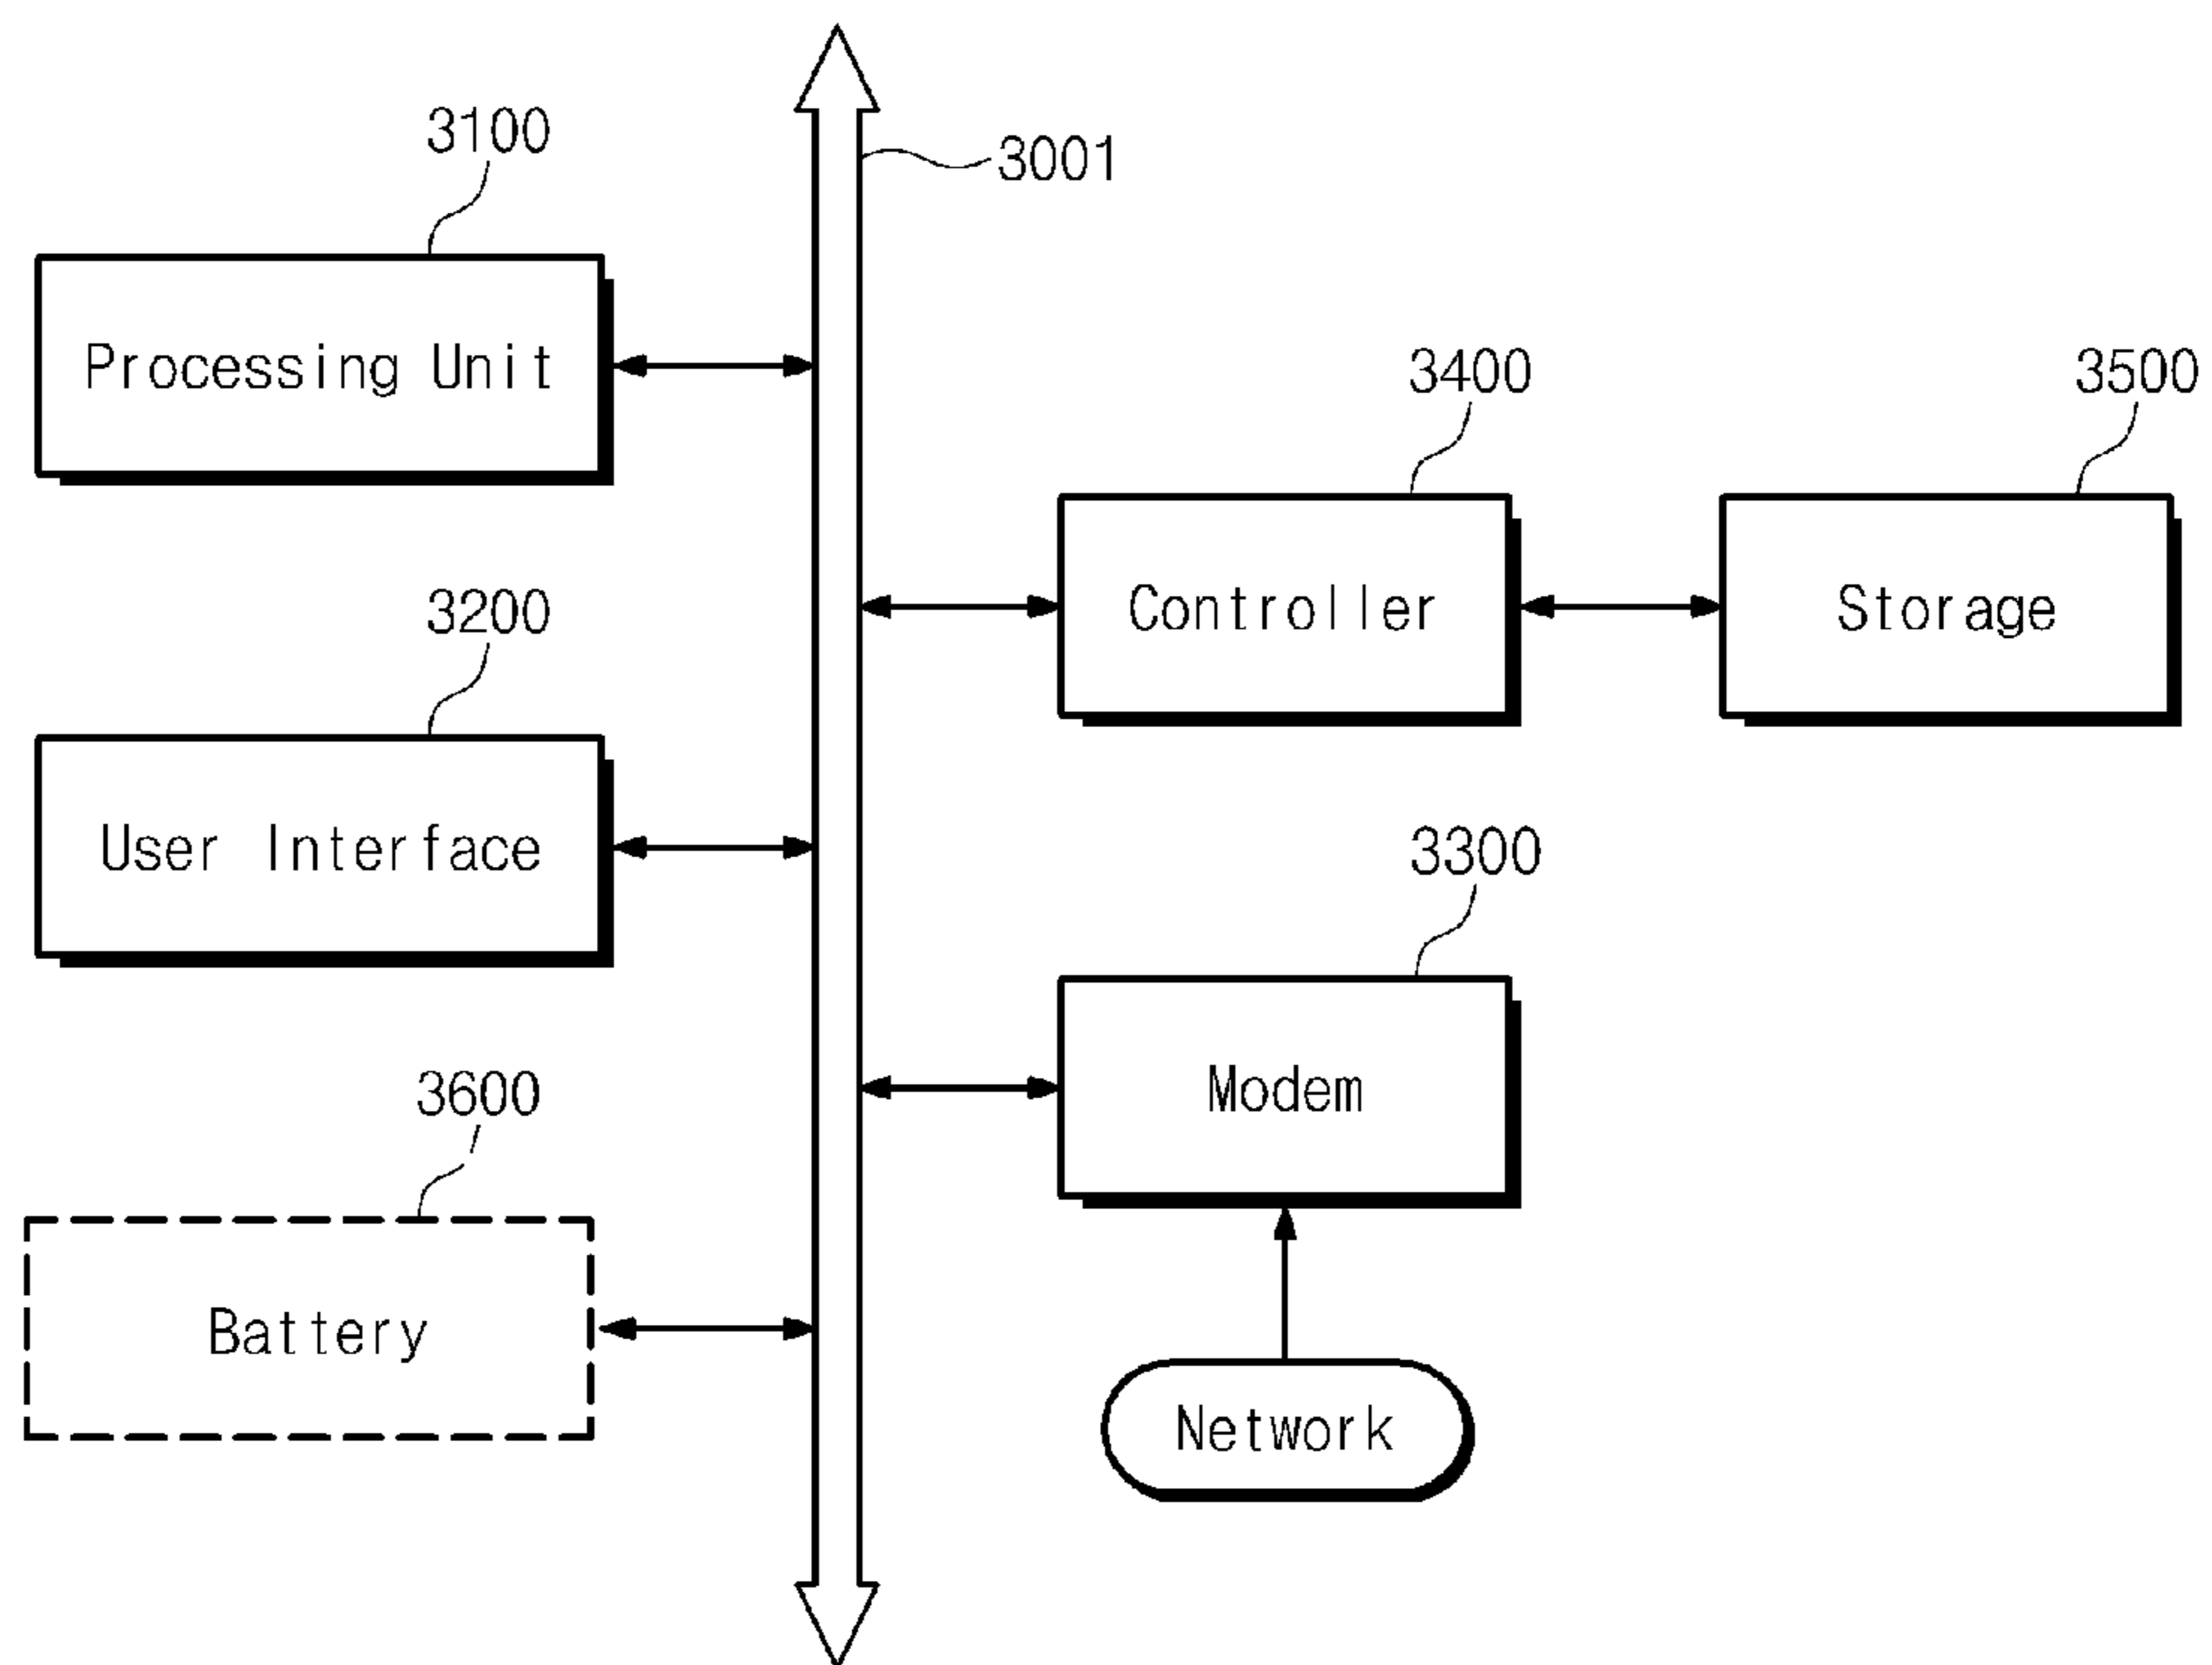 3100
3001
Processing Unit
3400
3500
Controller
Storage
3200
User Interface
3300
Modem
3600
Battery
Network